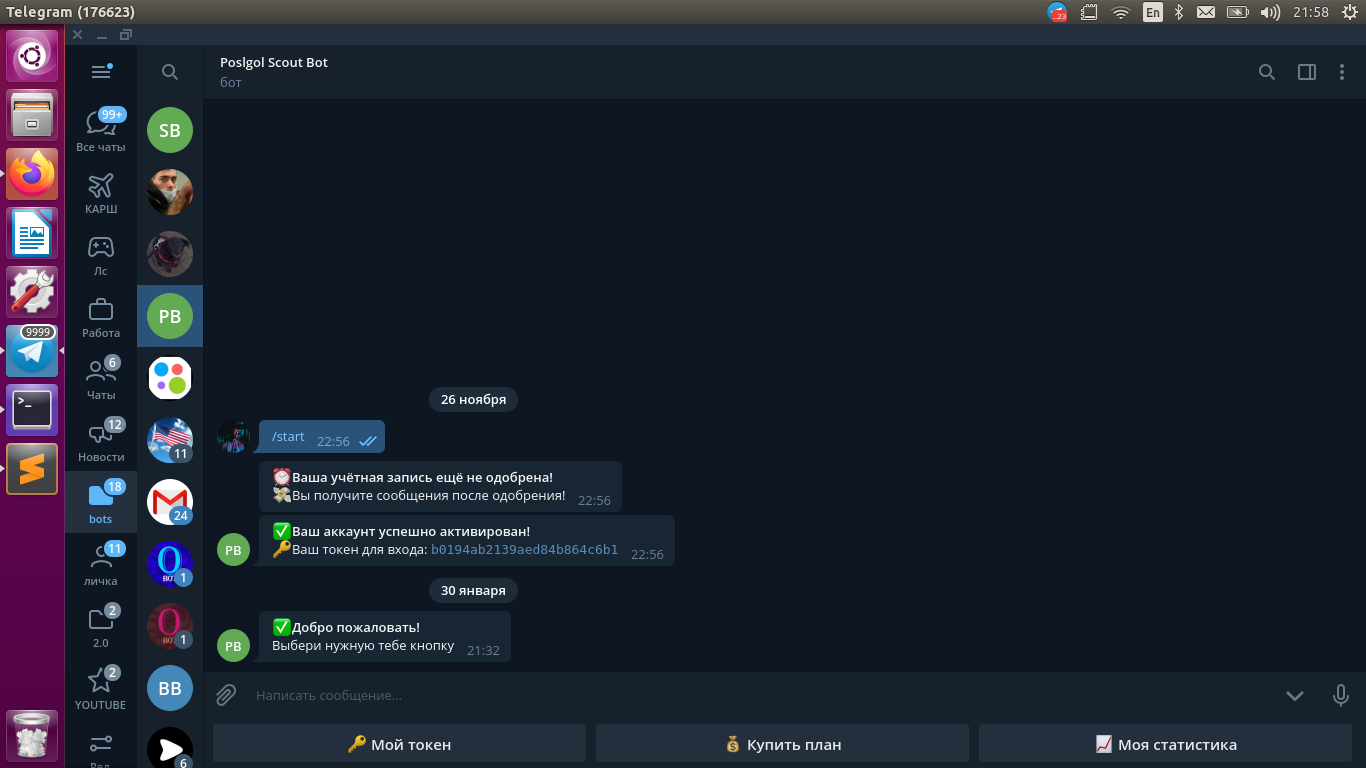 Telegram (176623)
23
En
21:58
99+
Все чаты
КАРШ
Лс
Работа
6
Чаты
12
Новости
18
bots
11
личка
2
2.0
2
YOUTUBE
9999
>_
SB
PB
11
24
BOT
1
BOT
1
BB
6
Poslgol Scout Bot
бот
26 ноября
/start 22:56
⏰Ваша учётная запись ещё не одобрена!
💸Вы получите сообщения после одобрения! 22:56
✅Ваш аккаунт успешно активирован!
PB
🔑Ваш токен для входа: b0194ab2139aed84b864c6b1 22:56
30 января
✅Добро пожаловать!
PB
Выбери нужную тебе кнопку 21:32
Написать сообщение...
🔑 Мой токен
💰 Купить план
📈 Моя статистика